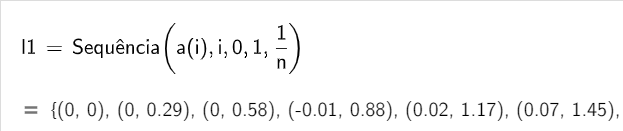 l1 = Sequência(a(i), i, 0, 1, 1/n)
= {(0, 0), (0, 0.29), (0, 0.58), (-0.01, 0.88), (0.02, 1.17), (0.07, 1.45),